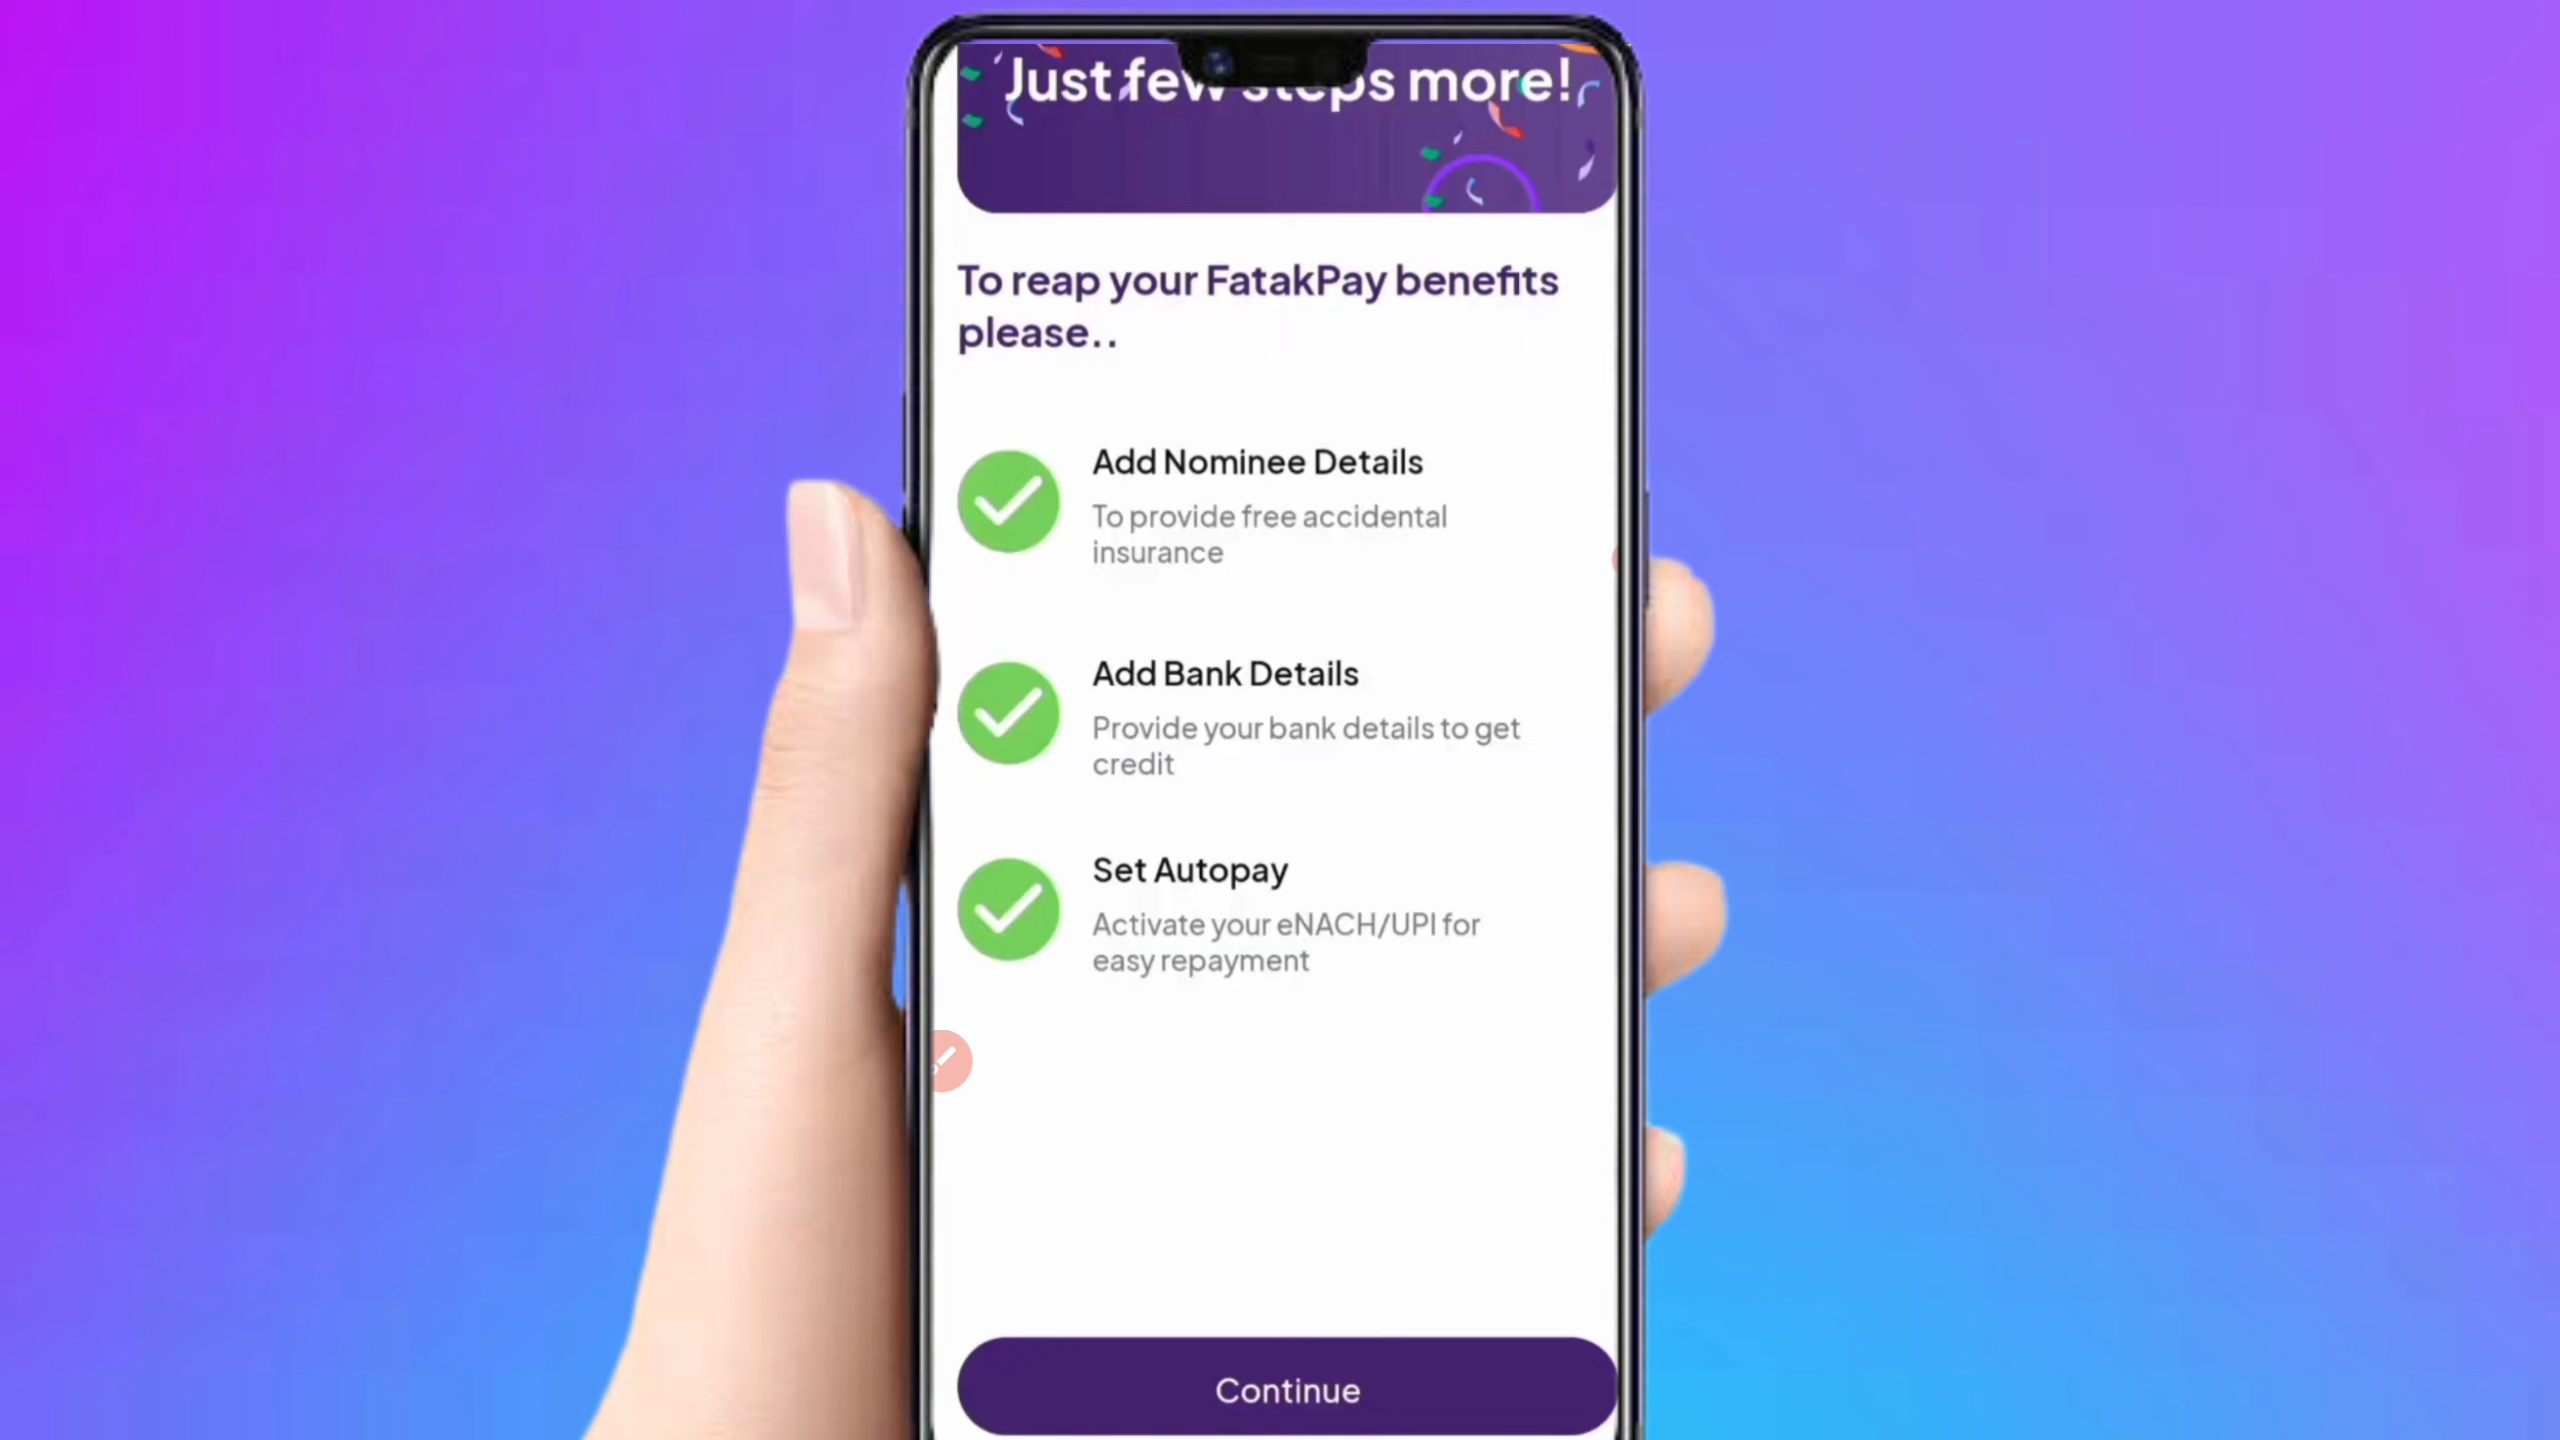 Just few steps more!
To reap your FatakPay benefits
please..
Add Nominee Details
To provide free accidental
insurance
Add Bank Details
Provide your bank details to get
credit
Set Autopay
Activate your eNACH/UPI for
easy repayment
Continue